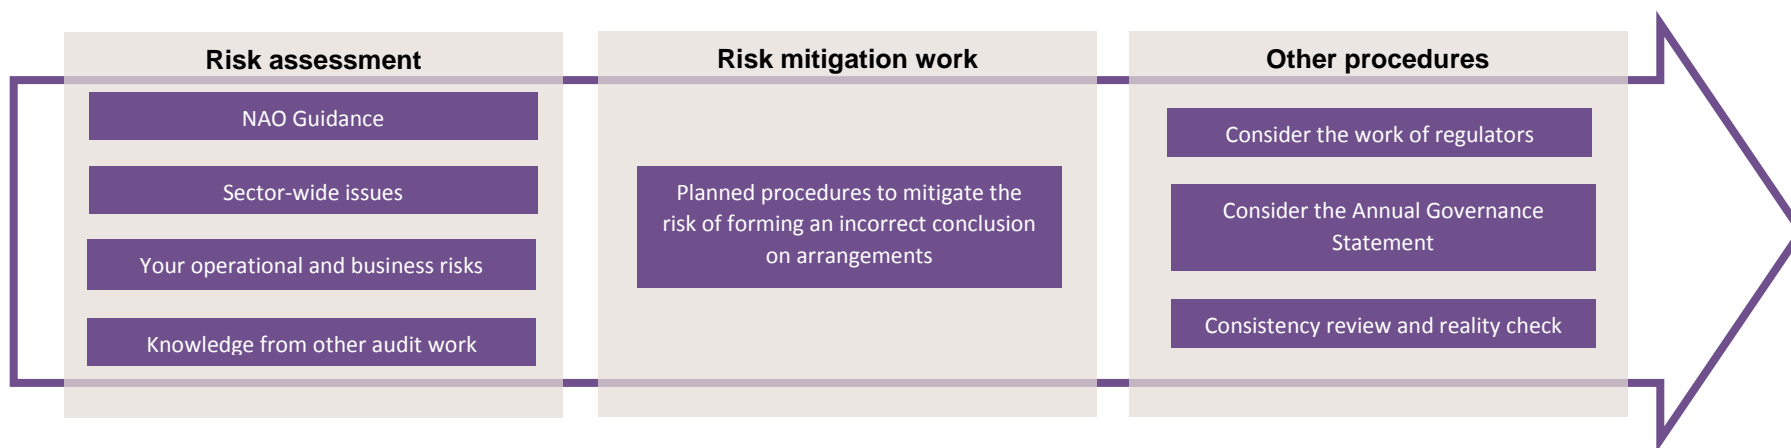 Risk assessment
NAO Guidance
Sector-wide issues
Your operational and business risks
Knowledge from other audit work
Risk mitigation work
Planned procedures to mitigate the
risk of forming an incorrect conclusion
on arrangements
Other procedures
Consider the work of regulators
Consider the Annual Governance
Statement
Consistency review and reality check